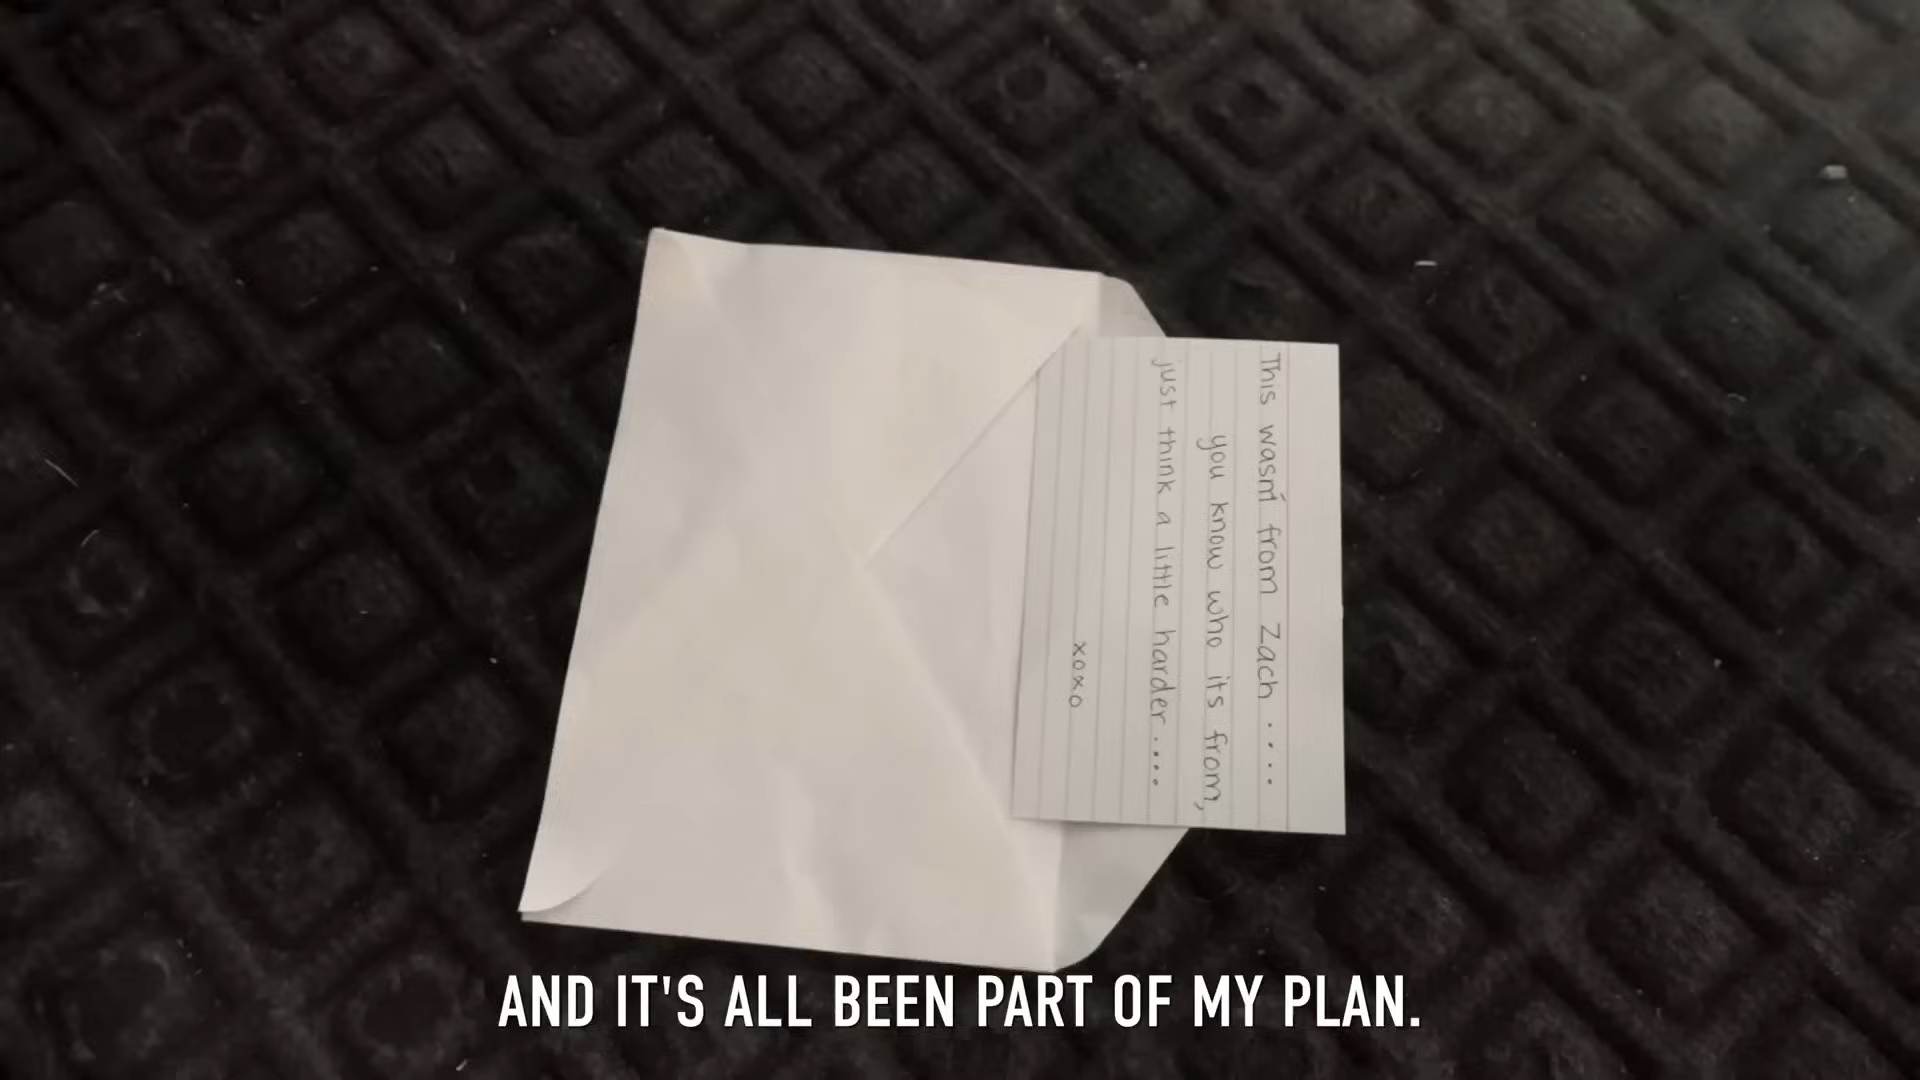 This wasn't from Zach ....
you know who its from,
just think a little harder.....
xoxo
AND IT'S ALL BEEN PART OF MY PLAN.